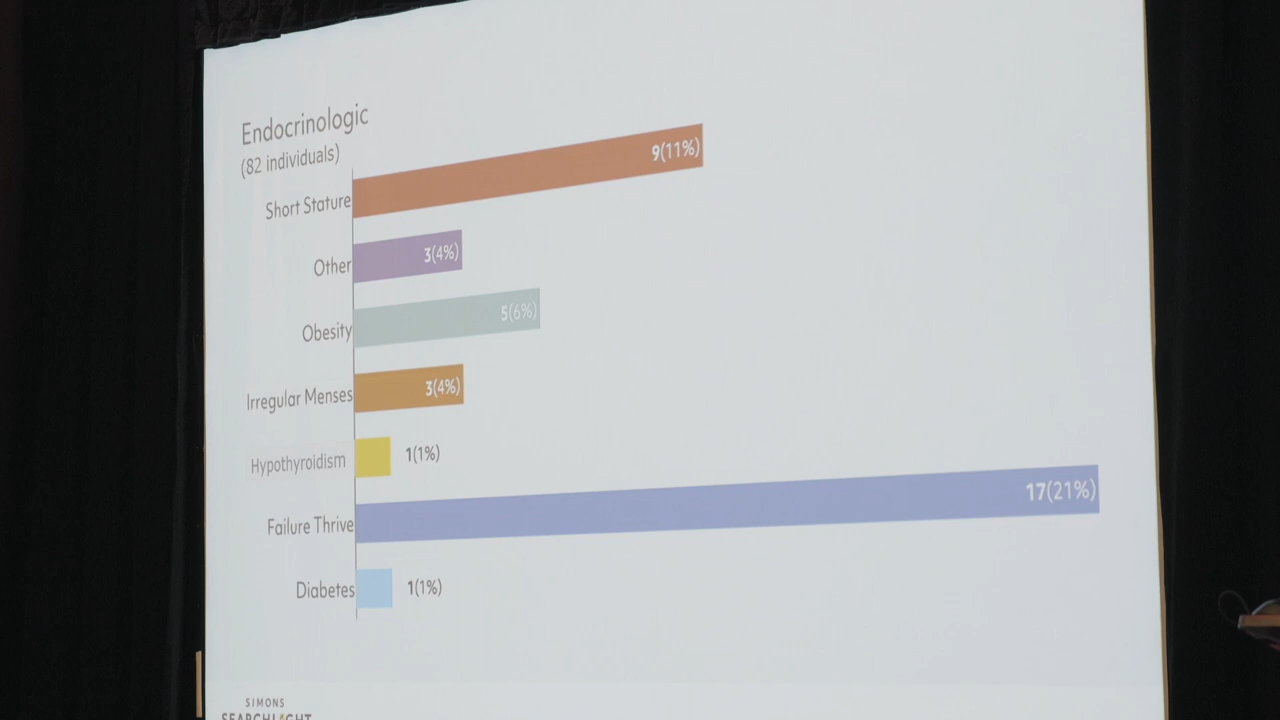 Endocrinologic
(82 individuals)
Short Stature 9(11%)
Other 3(4%)
Obesity 5(6%)
Irregular Menses 3(4%)
Hypothyroidism 1(1%)
Failure Thrive 17(21%)
Diabetes 1(1%)
SIMONS
SEARCHLIGHT